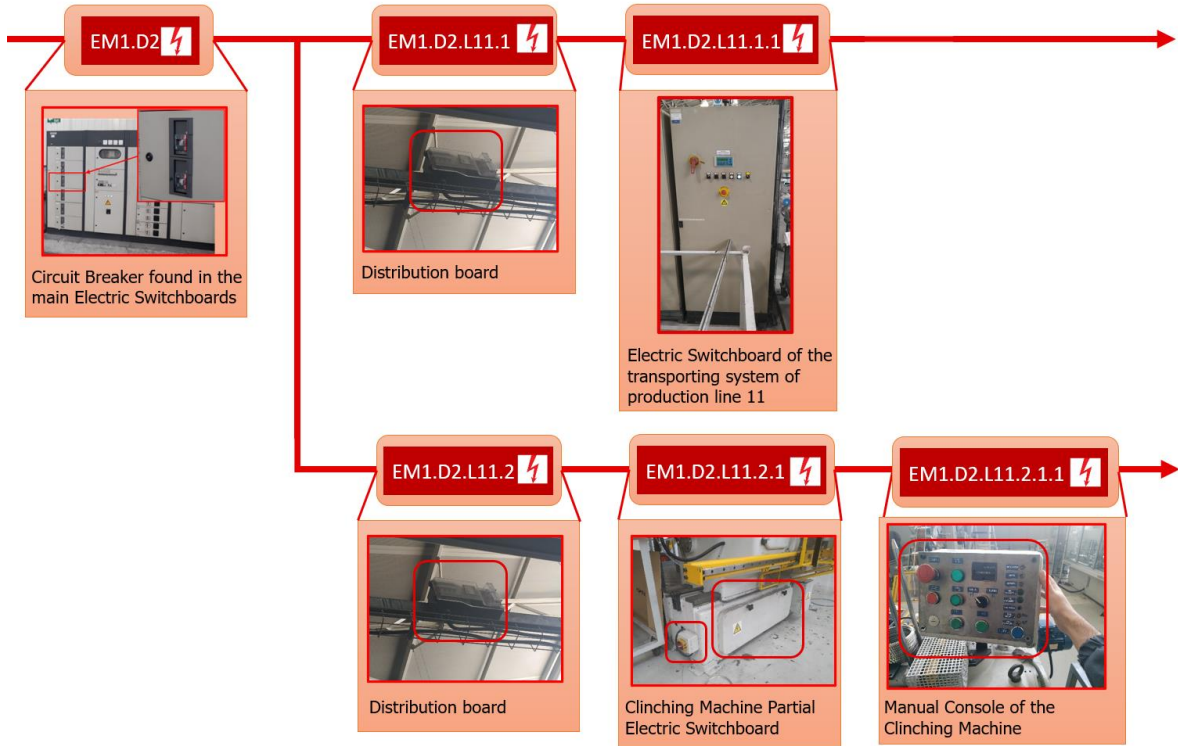 EM1.D2
EM1.D2.L11.1
EM1.D2.L11.1.1
Circuit Breaker found in the
main Electric Switchboards
Distribution board
Electric Switchboard of the
transporting system of
production line 11
EM1.D2.L11.2
EM1.D2.L11.2.1
EM1.D2.L11.2.1.1
Distribution board
Clinching Machine Partial
Electric Switchboard
Manual Console of the
Clinching Machine